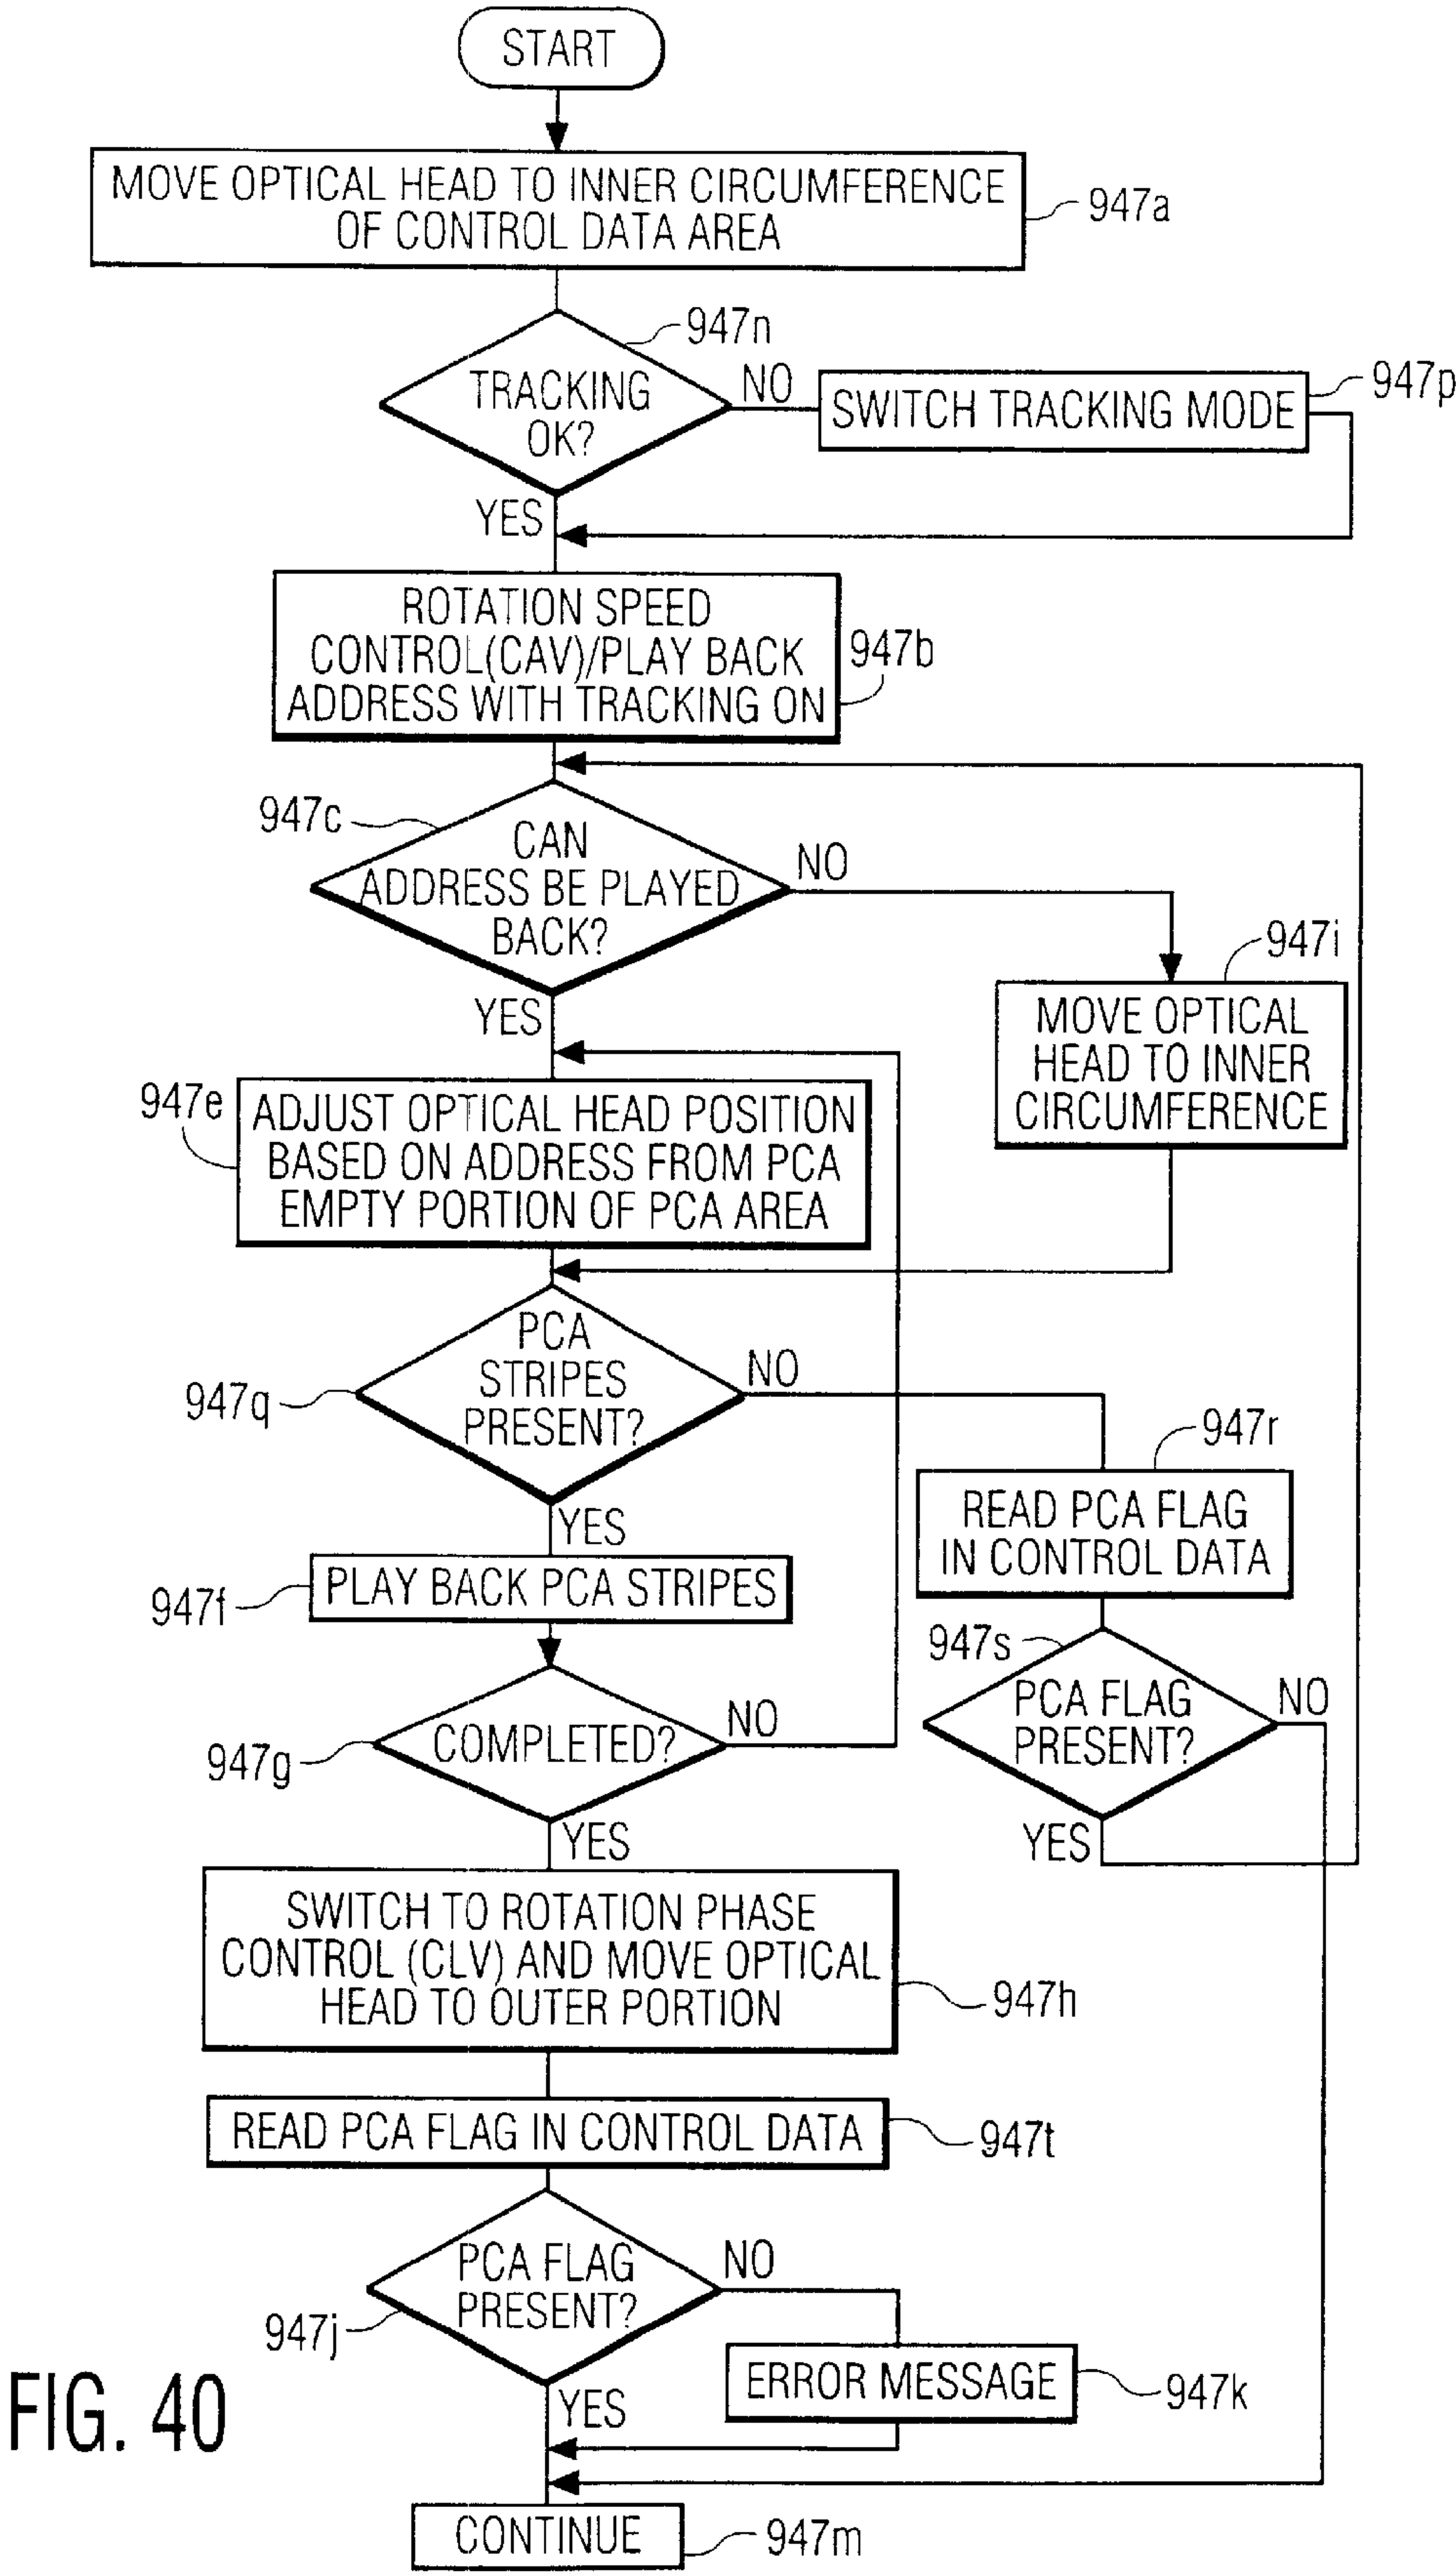 START
MOVE OPTICAL HEAD TO INNER CIRCUMFERENCE
OF CONTROL DATA AREA
947a
947n
TRACKING
OK?
NO
SWITCH TRACKING MODE
947p
YES
ROTATION SPEED
CONTROL(CAV)/PLAY BACK
ADDRESS WITH TRACKING ON
947b
947c
CAN
ADDRESS BE PLAYED
BACK?
NO
YES
947i
MOVE OPTICAL
HEAD TO INNER
CIRCUMFERENCE
947e
ADJUST OPTICAL HEAD POSITION
BASED ON ADDRESS FROM PCA
EMPTY PORTION OF PCA AREA
PCA
STRIPES
PRESENT?
947q
NO
YES
947r
READ PCA FLAG
IN CONTROL DATA
PLAY BACK PCA STRIPES
947f
947s
PCA FLAG
PRESENT?
NO
YES
COMPLETED?
947g
NO
YES
SWITCH TO ROTATION PHASE
CONTROL (CLV) AND MOVE OPTICAL
HEAD TO OUTER PORTION
947h
READ PCA FLAG IN CONTROL DATA
947t
PCA FLAG
PRESENT?
947j
NO
ERROR MESSAGE
947k
YES
CONTINUE
947m
FIG. 40